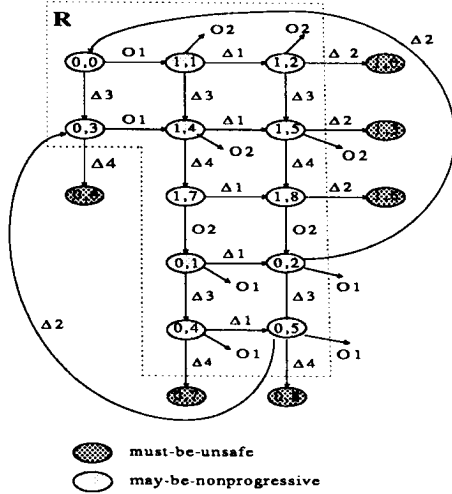 R
O2 O2 Δ2
0,0 O1 1,1 Δ1 1,2 Δ2
Δ3 Δ3 Δ3
0,3 O1 1,4 Δ1 1,5 Δ2
Δ4 Δ4 O2 Δ4 O2
1,7 Δ1 1,8 Δ2
O2 O2
0,1 Δ1 0,2
Δ3 O1 Δ3 O1
Δ2 0,4 Δ1 0,5
Δ4 O1 Δ4 O1
must-be-unsafe
may-be-nonprogressive